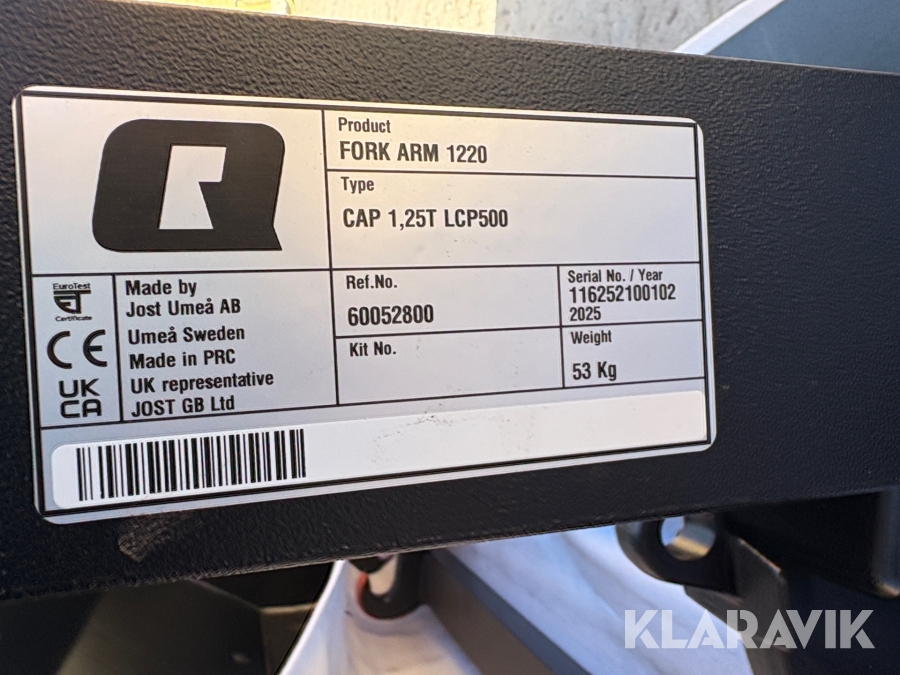 Product
FORK ARM 1220
Type
CAP 1,25T LCP500
EuroTest
ET
Certificate
CE
UK
CA
Made by
Jost Umeå AB
Umeå Sweden
Made in PRC
UK representative
JOST GB Ltd
Ref.No.
60052800
Kit No.
Serial No. / Year
116252100102
2025
Weight
53 Kg
KLARAVIK